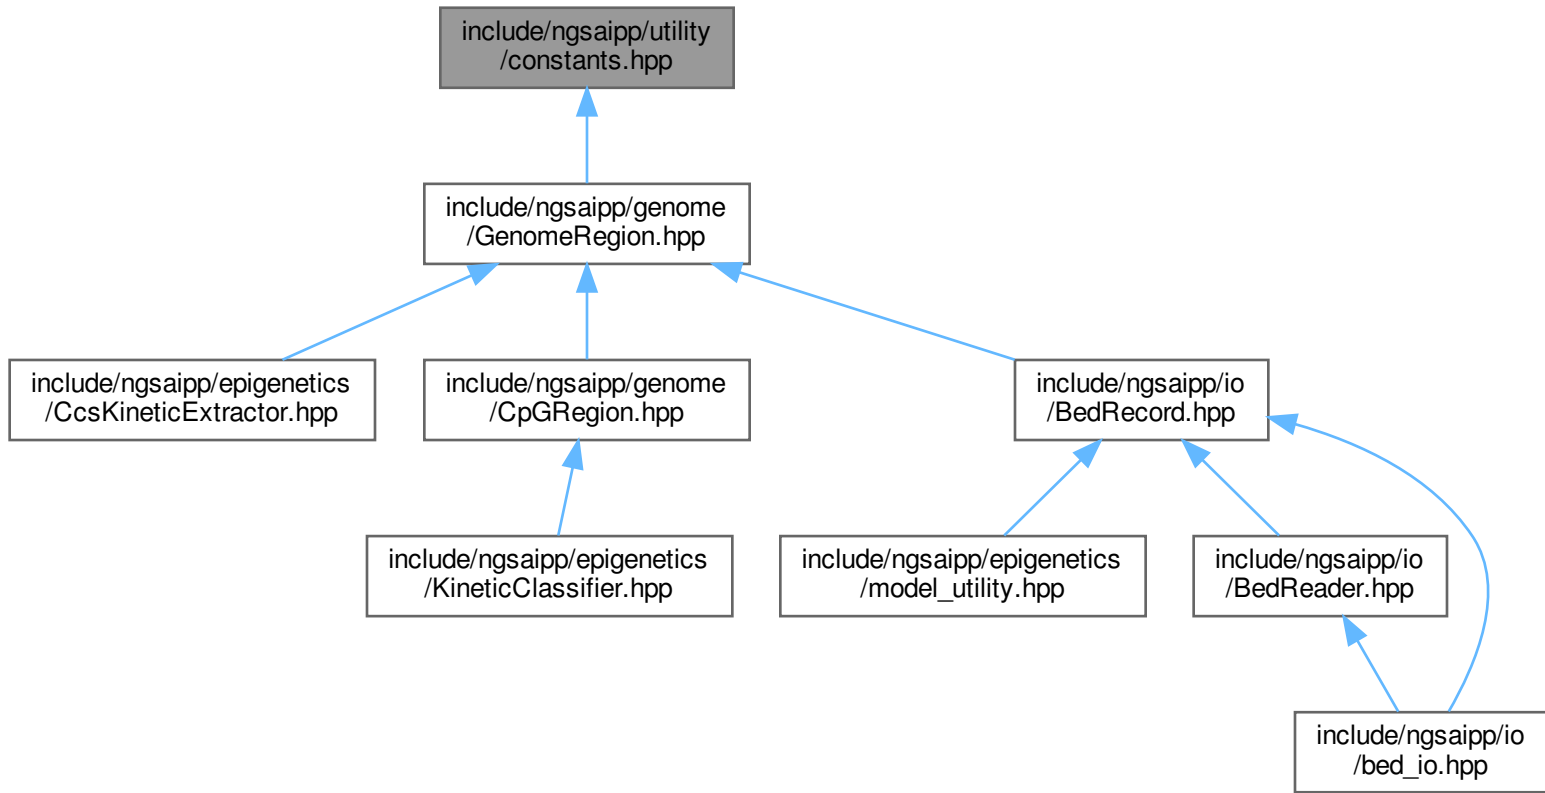 include/ngsaipp/utility
/constants.hpp
include/ngsaipp/genome
/GenomeRegion.hpp
include/ngsaipp/epigenetics
/CcsKineticExtractor.hpp
include/ngsaipp/genome
/CpGRegion.hpp
include/ngsaipp/io
/BedRecord.hpp
include/ngsaipp/epigenetics
/KineticClassifier.hpp
include/ngsaipp/epigenetics
/model_utility.hpp
include/ngsaipp/io
/BedReader.hpp
include/ngsaipp/io
/bed_io.hpp